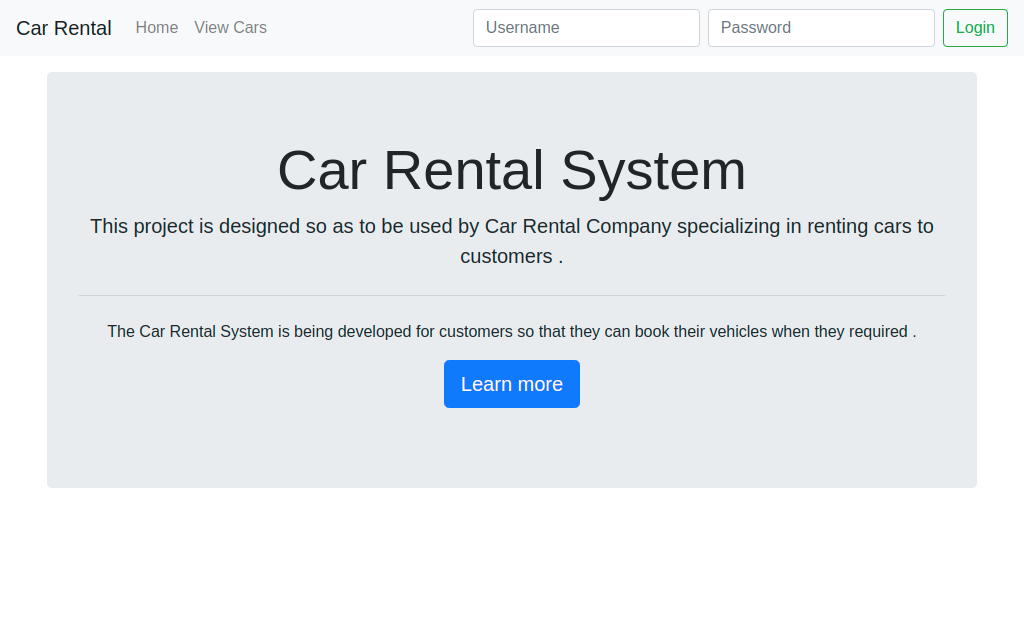 Car Rental Home View Cars Username Password Login
Car Rental System
This project is designed so as to be used by Car Rental Company specializing in renting cars to
customers .
The Car Rental System is being developed for customers so that they can book their vehicles when they required .
Learn more